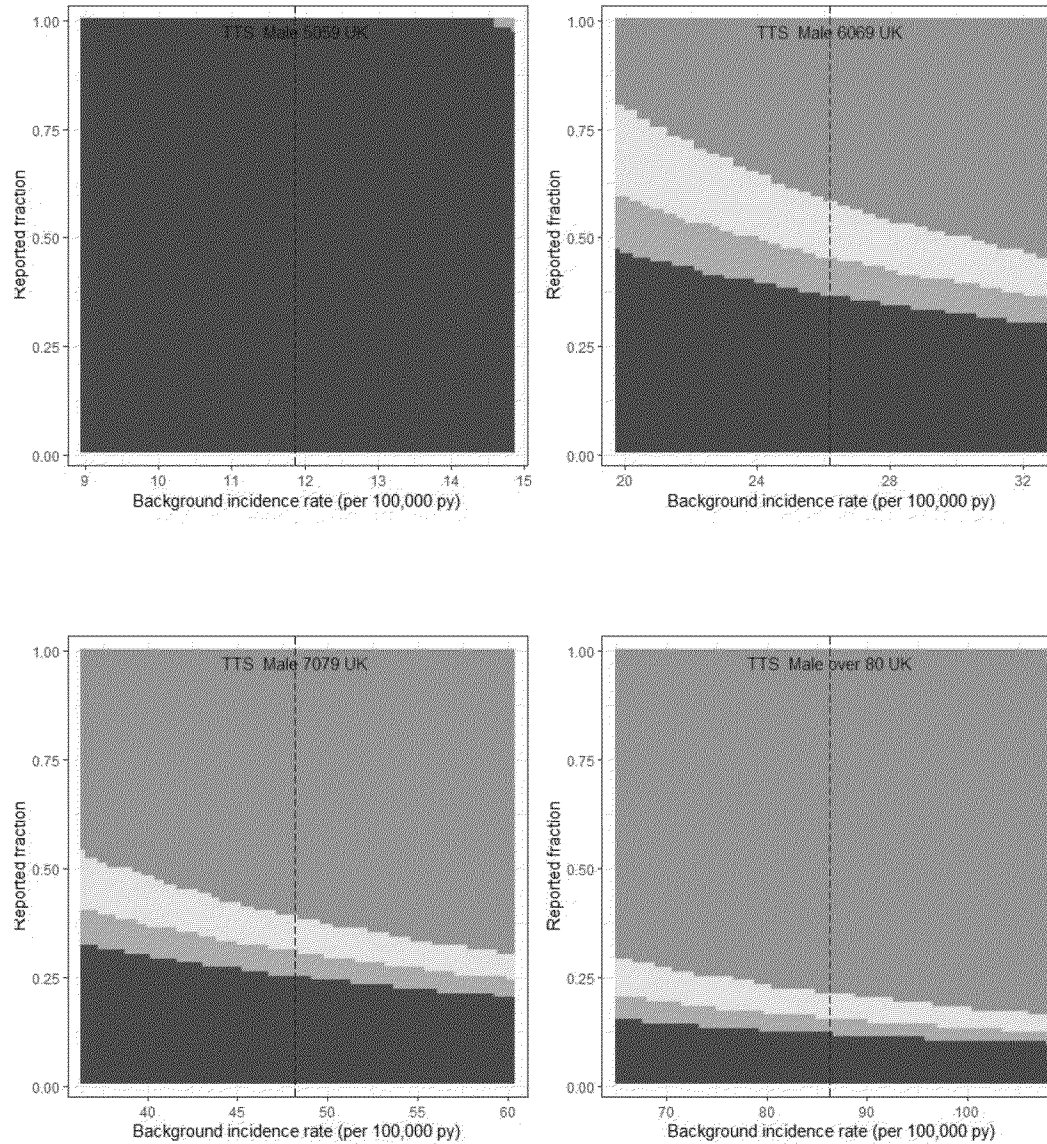 TTS Male 5059 UK
1.00
0.75
0.50
0.25
0.00
Reported fraction
9 10 11 12 13 14 15
Background incidence rate (per 100,000 py)
TTS Male 6069 UK
1.00
0.75
0.50
0.25
0.00
Reported fraction
20 24 28 32
Background incidence rate (per 100,000 py)
TTS Male 7079 UK
1.00
0.75
0.50
0.25
0.00
Reported fraction
40 45 50 55 60
Background incidence rate (per 100,000 py)
TTS Male over 80 UK
1.00
0.75
0.50
0.25
0.00
Reported fraction
70 80 90 100
Background incidence rate (per 100,000 py)